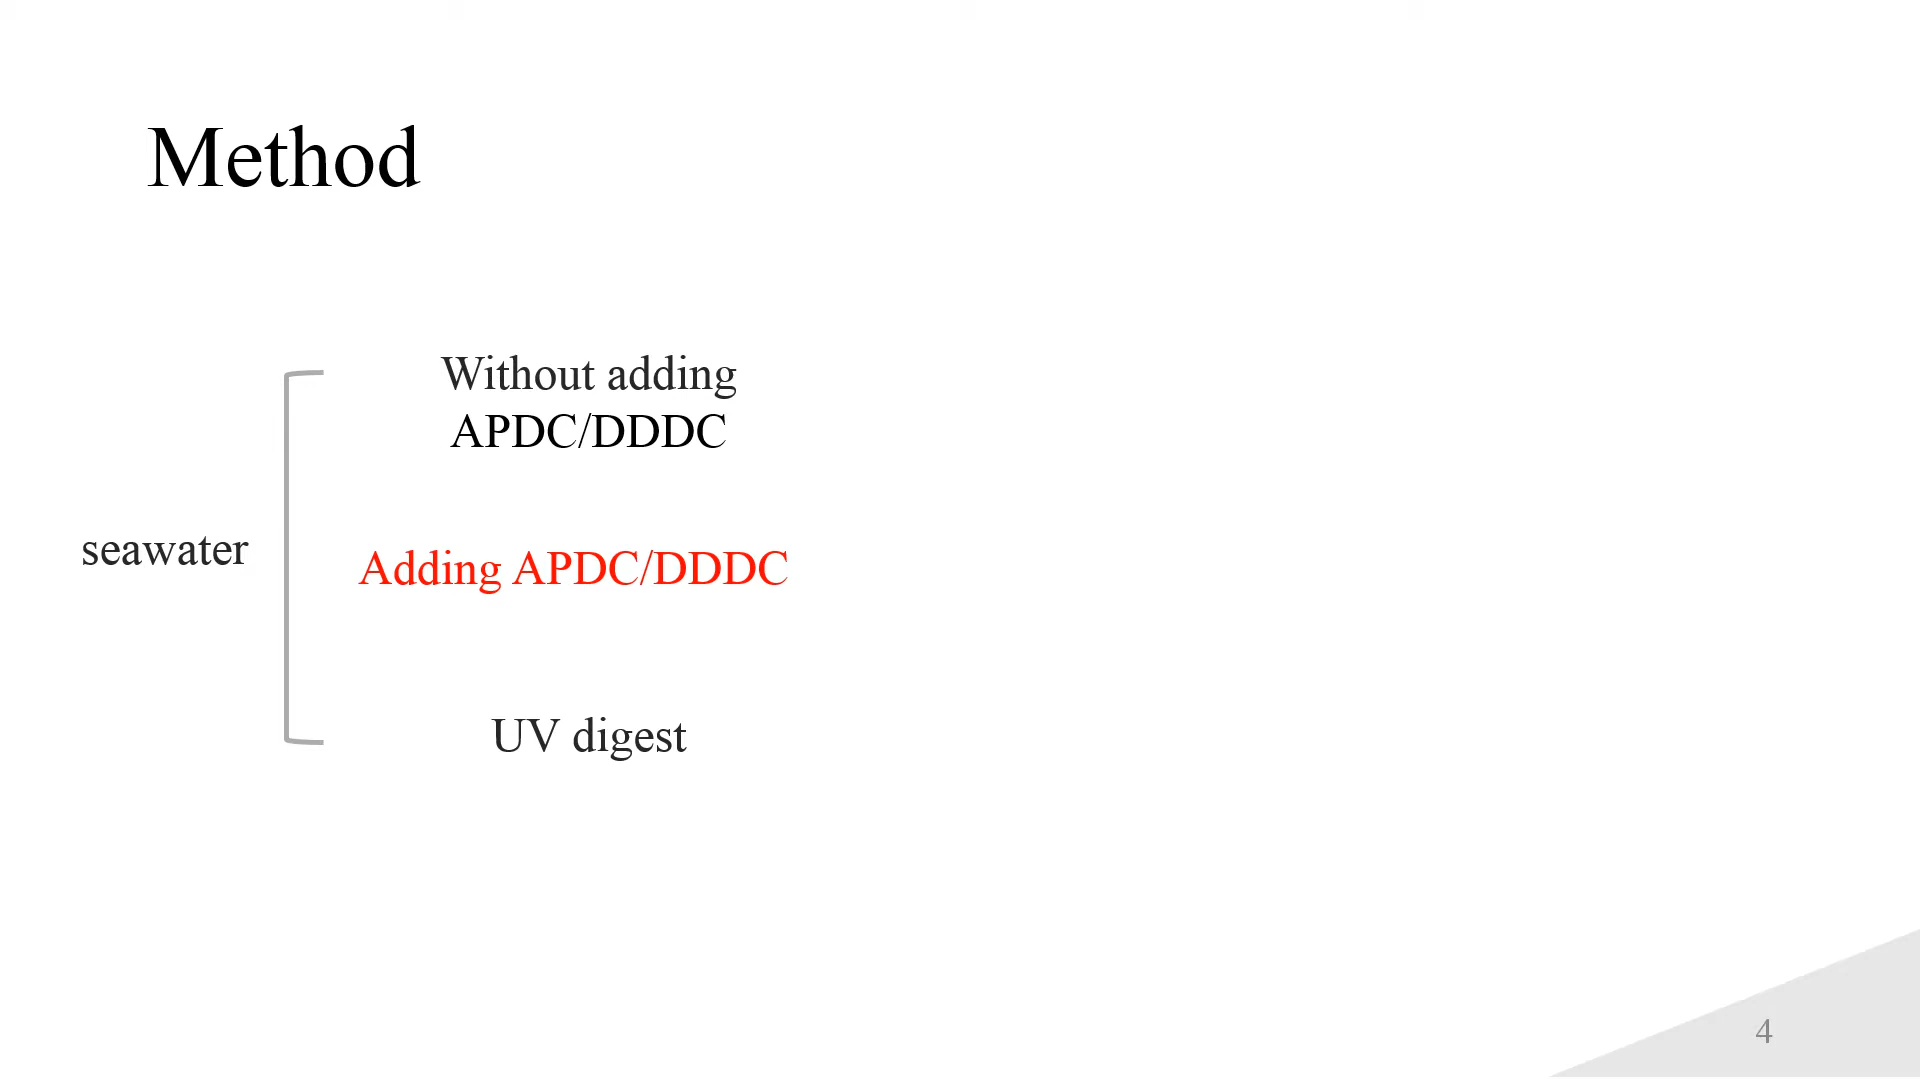 Method
Without adding
APDC/DDDC
seawater
Adding APDC/DDDC
UV digest
4